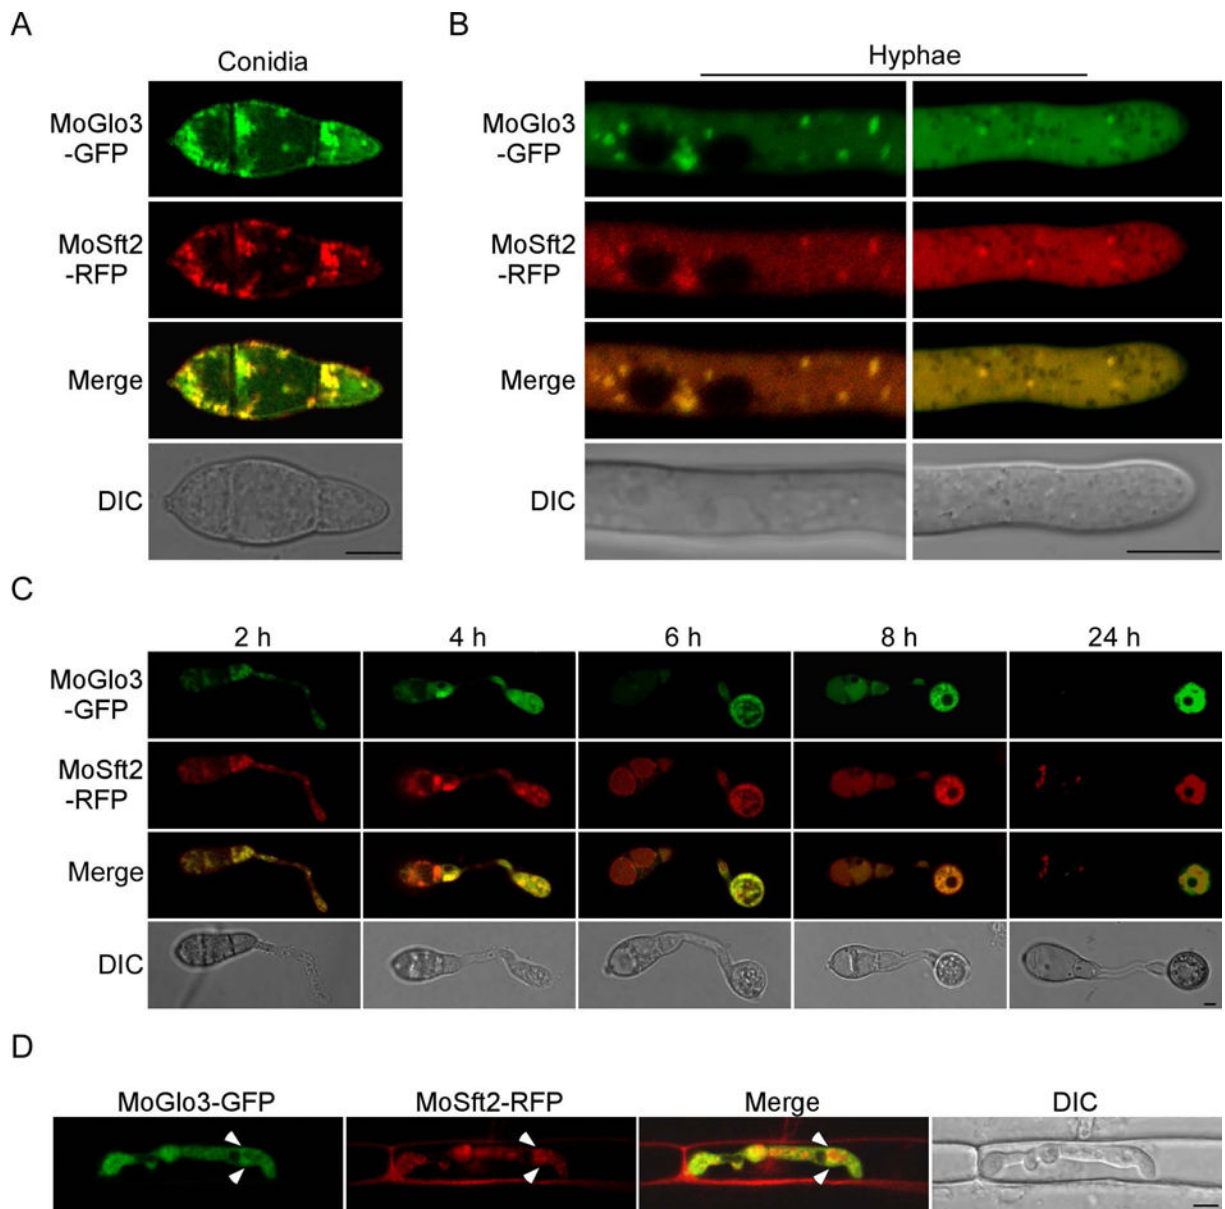 A
B
Conidia
Hyphae
MoGlo3
-GFP
MoGlo3
-GFP
MoSft2
-RFP
MoSft2
-RFP
Merge
Merge
DIC
DIC
C
2 h 4 h 6 h 8 h 24 h
MoGlo3
-GFP
MoSft2
-RFP
Merge
DIC
D
MoGlo3-GFP MoSft2-RFP Merge DIC